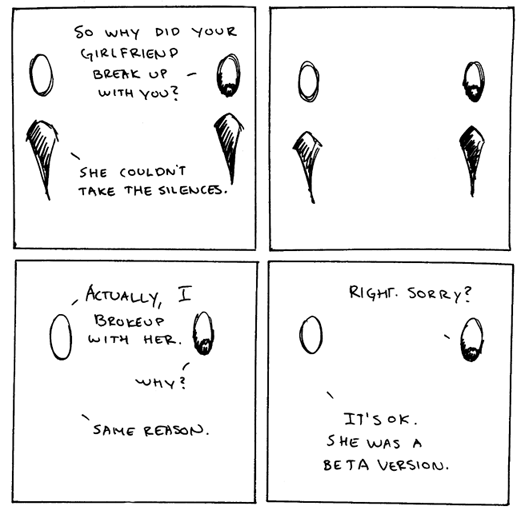 SO WHY DID YOUR
GIRLFRIEND
BREAK UP
WITH YOU?
SHE COULDN'T
TAKE THE SILENCES.
ACTUALLY, I
BROKEUP
WITH HER.
WHY?
SAME REASON.
RIGHT. SORRY?
IT'S OK.
SHE WAS A
BETA VERSION.